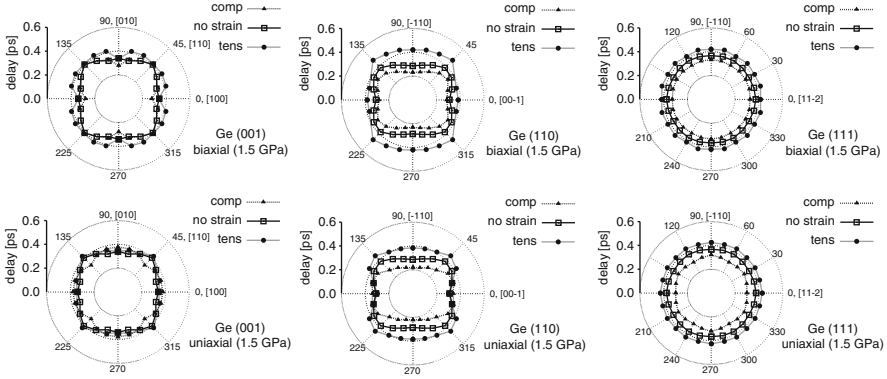 90, [010]
comp
no strain
tens
135
45, [110]
delay [ps]
0.6
0.4
0.2
0.0
0, [100]
225
315
270
Ge (001)
biaxial (1.5 GPa)
90, [-110]
comp
no strain
tens
135
45
delay [ps]
0.6
0.4
0.2
0.0
0, [00-1]
225
315
270
Ge (110)
biaxial (1.5 GPa)
90, [-110]
comp
no strain
tens
120
60
30
delay [ps]
0.6
0.4
0.2
0.0
0, [11-2]
210
330
240
300
270
Ge (111)
biaxial (1.5 GPa)
90, [010]
comp
no strain
tens
135
45, [110]
delay [ps]
0.6
0.4
0.2
0.0
0, [100]
225
315
270
Ge (001)
uniaxial (1.5 GPa)
90, [-110]
comp
no strain
tens
135
45
delay [ps]
0.6
0.4
0.2
0.0
0, [00-1]
225
315
270
Ge (110)
uniaxial (1.5 GPa)
90, [-110]
comp
no strain
tens
120
60
30
delay [ps]
0.6
0.4
0.2
0.0
0, [11-2]
210
330
240
300
270
Ge (111)
uniaxial (1.5 GPa)